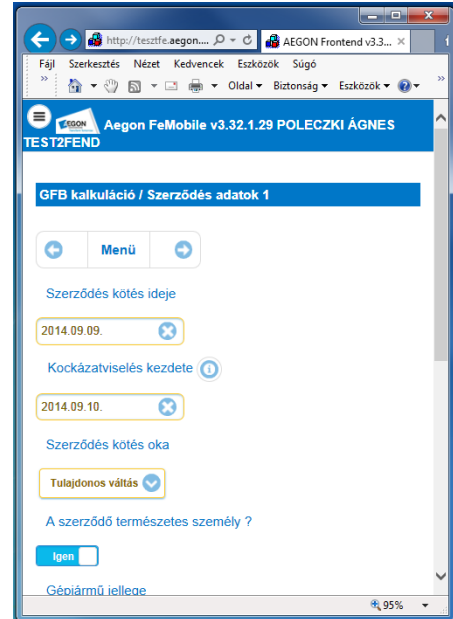 http://tesztfe.aegon.... AEGON Frontend v3.3...
Fájl Szerkesztés Nézet Kedvencek Eszközök Súgó
Oldal Biztonság Eszközök
AEGON Aegon FeMobile v3.32.1.29 POLECZKI ÁGNES
TEST2FEND
GFB kalkuláció / Szerződés adatok 1
Menü
Szerződés kötés ideje
2014.09.09.
Kockázatviselés kezdete
2014.09.10.
Szerződés kötés oka
Tulajdonos váltás
A szerződő természetes személy ?
Igen
Gépjármű jellege
95%